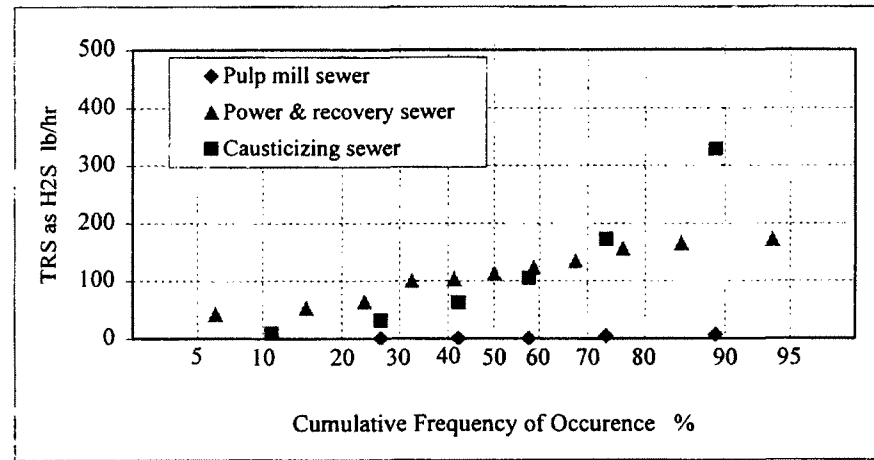 TRS as H2S lb/hr
500
400
300
200
100
0
Pulp mill sewer
Power & recovery sewer
Causticizing sewer
5 10 20 30 40 50 60 70 80 90 95
Cumulative Frequency of Occurence %